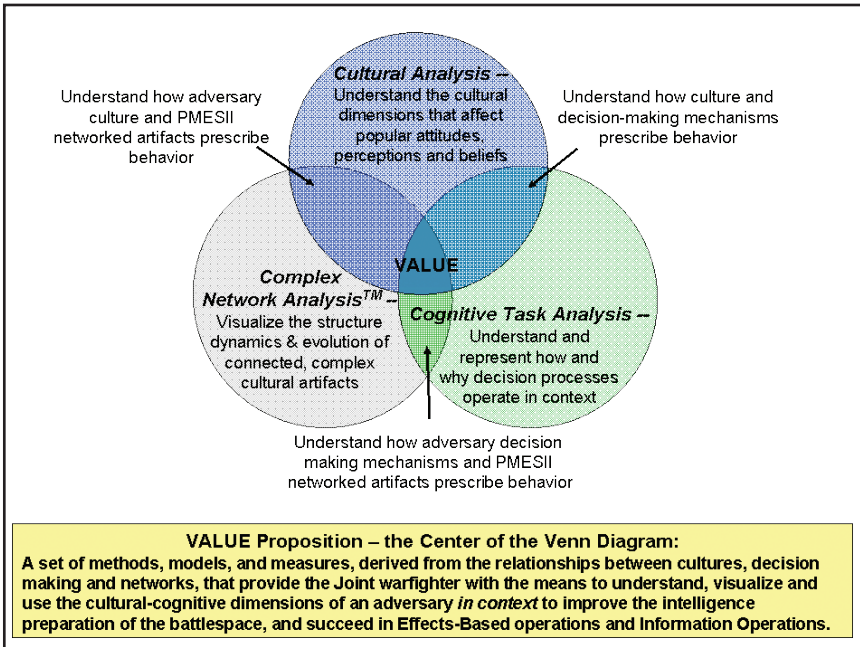 Cultural Analysis –
Understand the cultural
dimensions that affect
popular attitudes,
perceptions and beliefs
Understand how adversary
culture and PMESII
networked artifacts prescribe
behavior
Understand how culture and
decision-making mechanisms
prescribe behavior
VALUE
Complex
Network Analysis™ –
Visualize the structure
dynamics & evolution of
connected, complex
cultural artifacts
Cognitive Task Analysis –
Understand and
represent how and
why decision processes
operate in context
Understand how adversary decision
making mechanisms and PMESII
networked artifacts prescribe behavior
VALUE Proposition – the Center of the Venn Diagram:
A set of methods, models, and measures, derived from the relationships between cultures, decision
making and networks, that provide the Joint warfighter with the means to understand, visualize and
use the cultural-cognitive dimensions of an adversary in context to improve the intelligence
preparation of the battlespace, and succeed in Effects-Based operations and Information Operations.